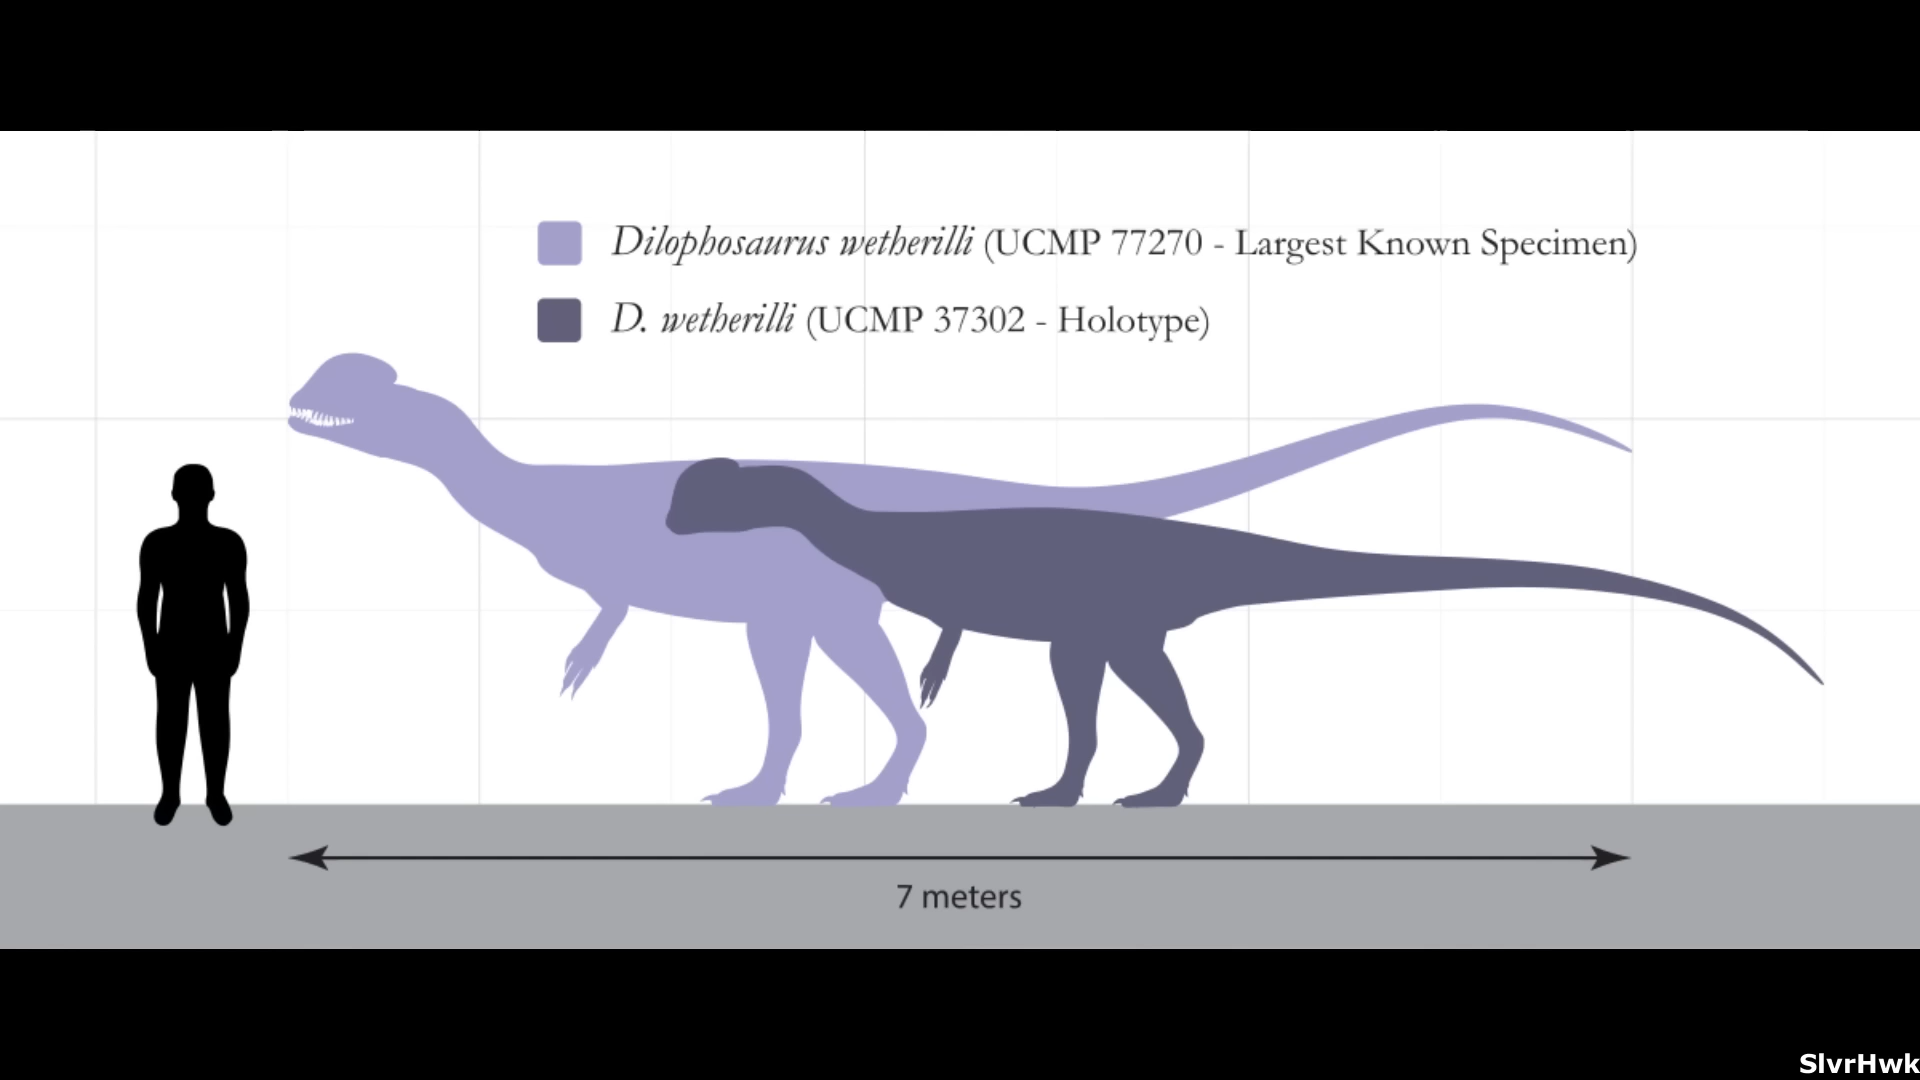 Dilophosaurus wetherilli (UCMP 77270 - Largest Known Specimen)
D. wetherilli (UCMP 37302 - Holotype)
7 meters
SlvrHwk